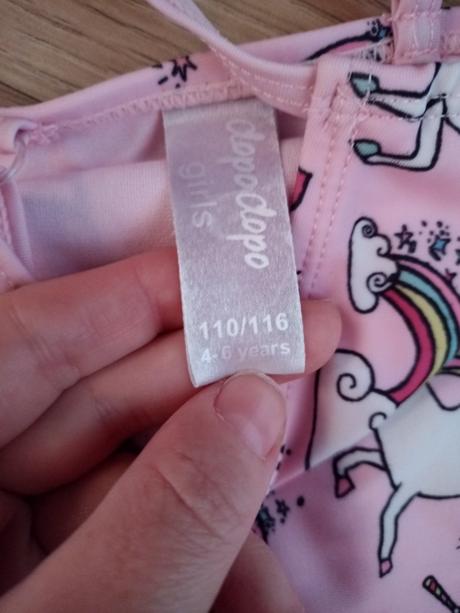 dopodopo
girls
110/116
4-6 years